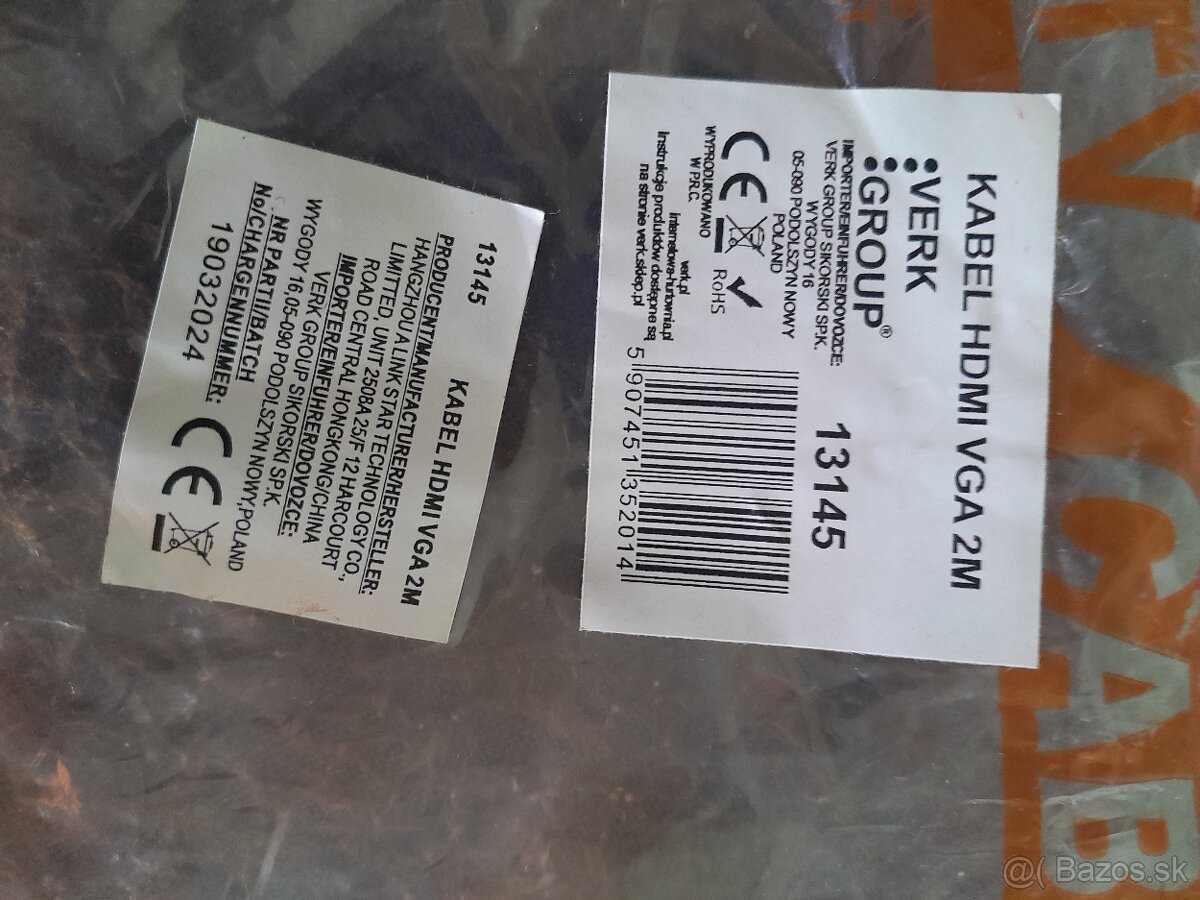 KABEL HDMI VGA 2M
VERK
GROUP®
IMPORTER/EINFUHRER/DOVOZCE:
VERK GROUP SIKORSKI SP.K.
WYGODY 16
05-090 PODOLSZYN NOWY
POLAND
13145
CE
RoHS
WYPRODUKOWANO
W P.R.C.
verk.pl
internetowa-hurtownia.pl
Instrukcje produktów dostępne są
na stronie verk.sklep.pl
5 907451 352014
13145
KABEL HDMI VGA 2M
PRODUCENT/MANUFACTURER/HERSTELLER:
HANGZHOU A LINK STAR TECHNOLOGY CO.,
LIMITED, UNIT 2508A 25/F 12 HARCOURT
ROAD CENTRAL HONGKONG/CHINA
IMPORTER/EINFUHRER/DOVOZCE:
VERK GROUP SIKORSKI SP.K.
WYGODY 16,05-090 PODOLSZYN NOWY,POLAND
NR PARTII/BATCH
No/CHARGENNUMMER:
19032024
CE
CAB
@( Bazos.sk